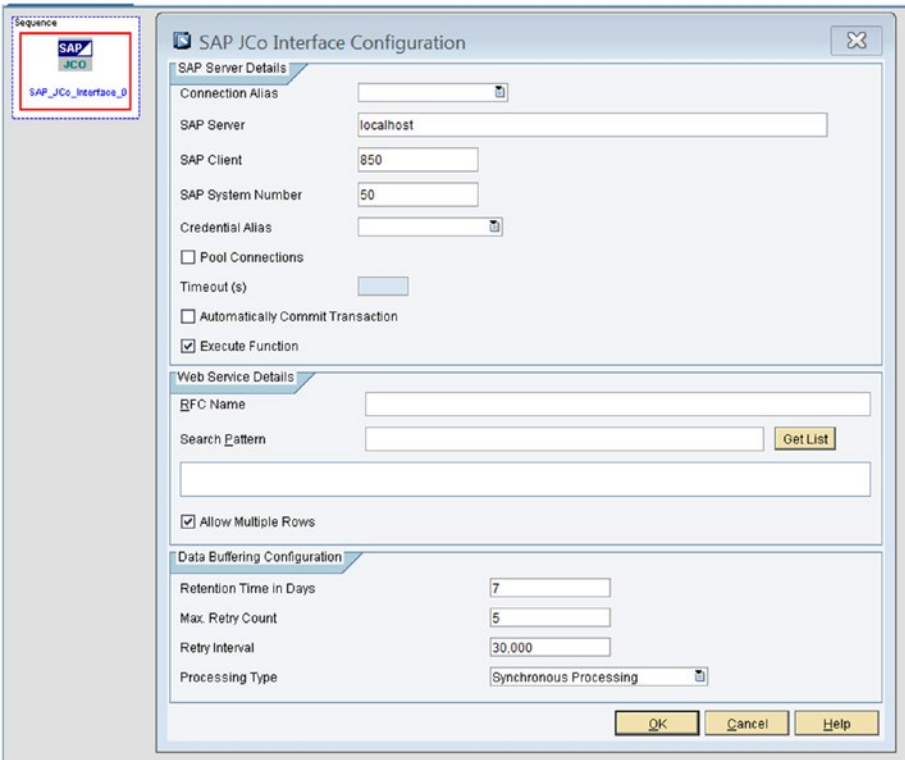 Sequence
SAP
JCO
SAP_JCo_Interface_0
SAP JCo Interface Configuration
SAP Server Details
Connection Alias
SAP Server localhost
SAP Client 850
SAP System Number 50
Credential Alias
Pool Connections
Timeout (s)
Automatically Commit Transaction
Execute Function
Web Service Details
RFC Name
Search Pattern Get List
Allow Multiple Rows
Data Buffering Configuration
Retention Time in Days 7
Max. Retry Count 5
Retry Interval 30,000
Processing Type Synchronous Processing
OK Cancel Help